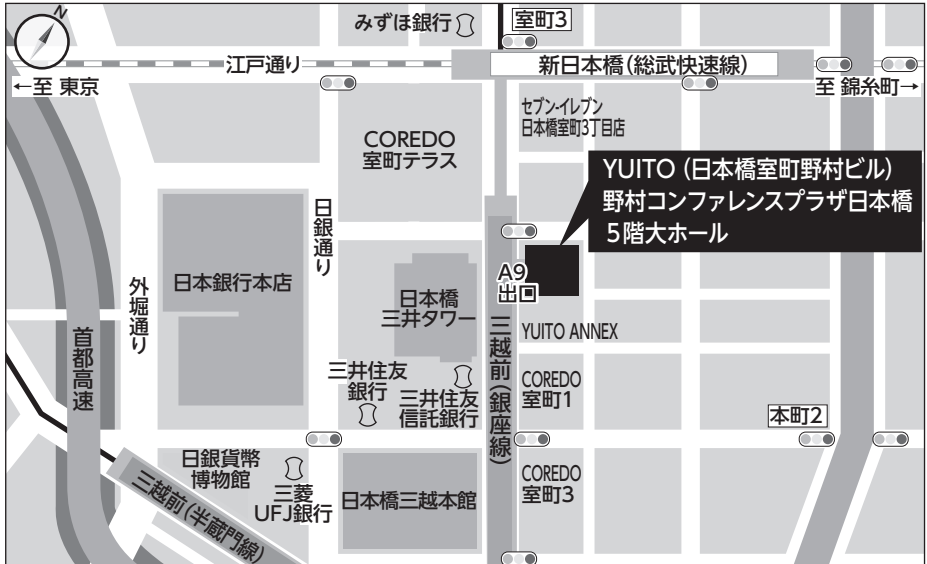 N
みずほ銀行
室町3
江戸通り
新日本橋(総武快速線)
←至 東京
至 錦糸町→
セブン-イレブン
日本橋室町3丁目店
COREDO
室町テラス
YUITO (日本橋室町野村ビル)
野村コンファレンスプラザ日本橋
5階大ホール
日銀通り
A9
出口
日本銀行本店
外堀通り
日本橋
三井タワー
首都高速
三越前(銀座線)
YUITO ANNEX
三井住友
銀行
三井住友
信託銀行
COREDO
室町1
本町2
日銀貨幣
博物館
三菱
UFJ銀行
日本橋三越本館
COREDO
室町3
三越前(半蔵門線)